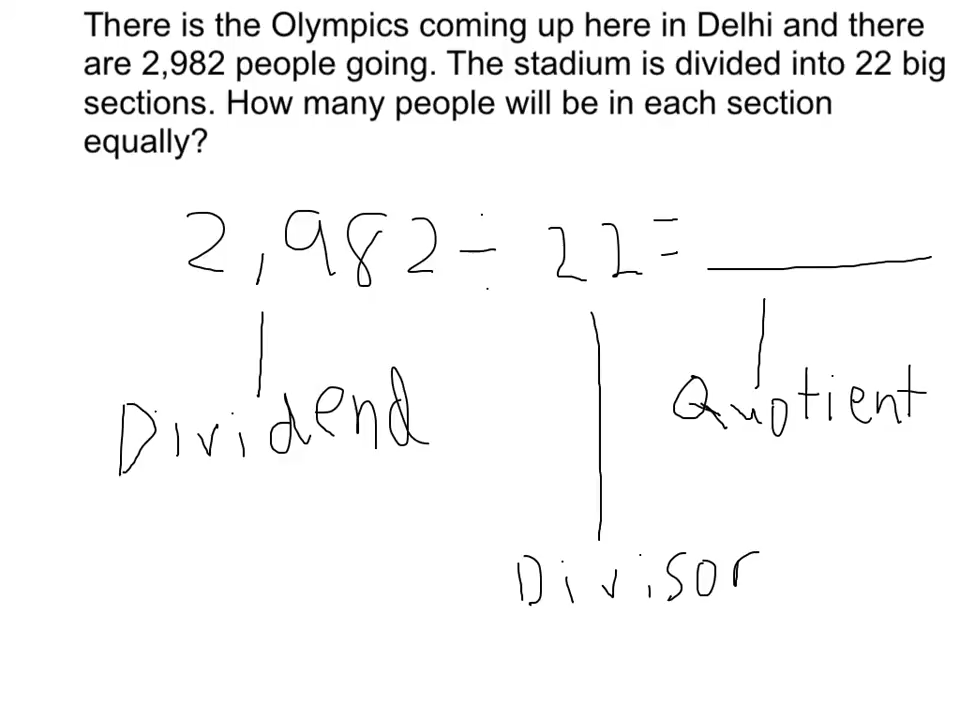 There is the Olympics coming up here in Delhi and there
are 2,982 people going. The stadium is divided into 22 big
sections. How many people will be in each section
equally?
2,982 ÷ 22 = ____
Dividend
Quotient
Divisor